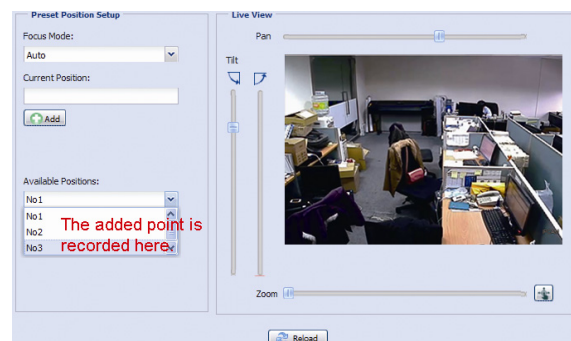 Preset Position Setup
Focus Mode:
Auto
Current Position:
Add
Available Positions:
No1
No1
No2
No3
The added point is
recorded here.
Live View
Pan
Tilt
Zoom
Reload